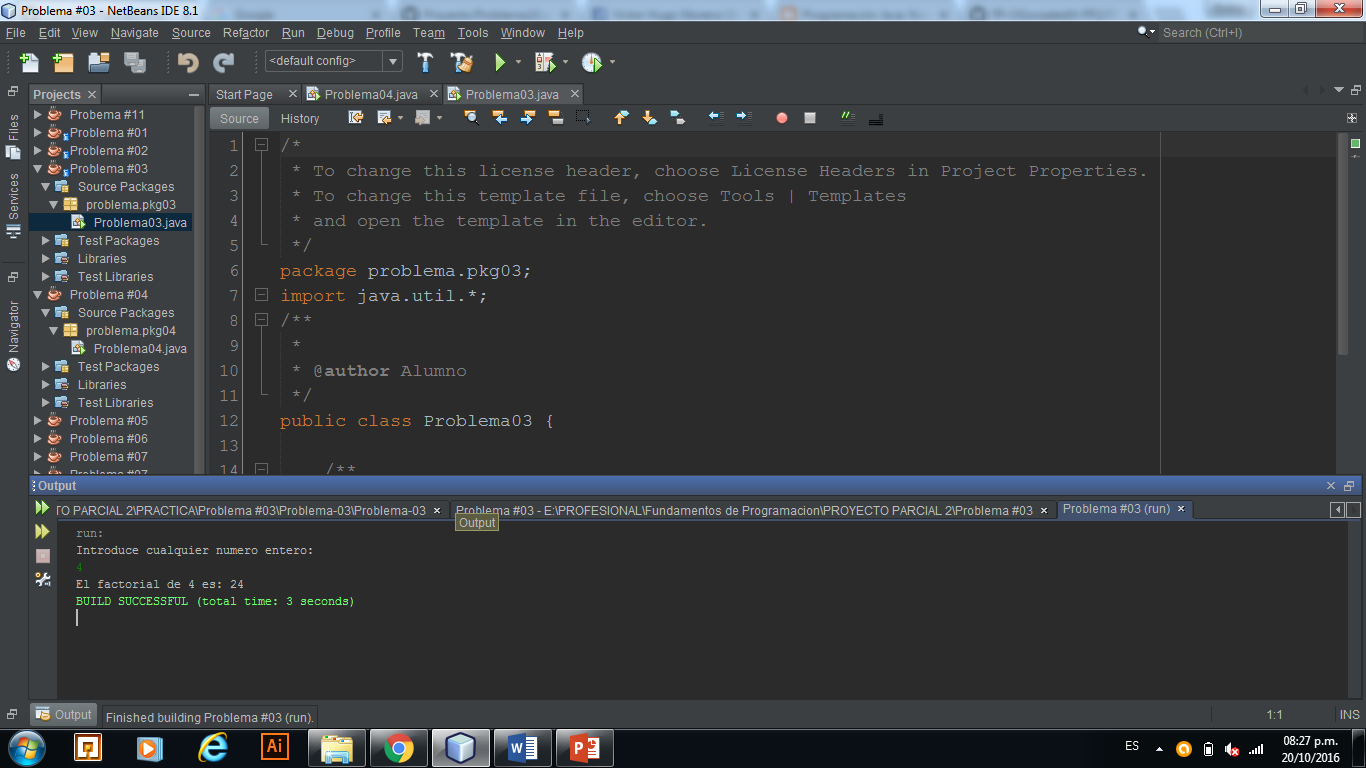 Problema #03 - NetBeans IDE 8.1
File Edit View Navigate Source Refactor Run Debug Profile Team Tools Window Help
Search (Ctrl+I)
<default config>
Projects
Start Page
Problema04.java
Problema03.java
Source
History
Files
Services
Navigator
Probema #11
Problema #01
Problema #02
Problema #03
Source Packages
problema.pkg03
Problema03.java
Test Packages
Libraries
Test Libraries
Problema #04
Source Packages
problema.pkg04
Problema04.java
Test Packages
Libraries
Test Libraries
Problema #05
Problema #06
Problema #07
Problema #07
1 /*
2 * To change this license header, choose License Headers in Project Properties.
3 * To change this template file, choose Tools | Templates
4 * and open the template in the editor.
5 */
6 package problema.pkg03;
7 import java.util.*;
8 /**
9 *
10 * @author Alumno
11 */
12 public class Problema03 {
13
14 /**
Output
TO PARCIAL 2\PRACTICA\Problema #03\Problema-03\Problema-03
Problema #03 - E:\PROFESIONAL\Fundamentos de Programacion\PROYECTO PARCIAL 2\Problema #03
Problema #03 (run)
Output
run:
Introduce cualquier numero entero:
4
El factorial de 4 es: 24
BUILD SUCCESSFUL (total time: 3 seconds)
Output
Finished building Problema #03 (run).
1:1
INS
Ai
ES
08:27 p.m.
20/10/2016